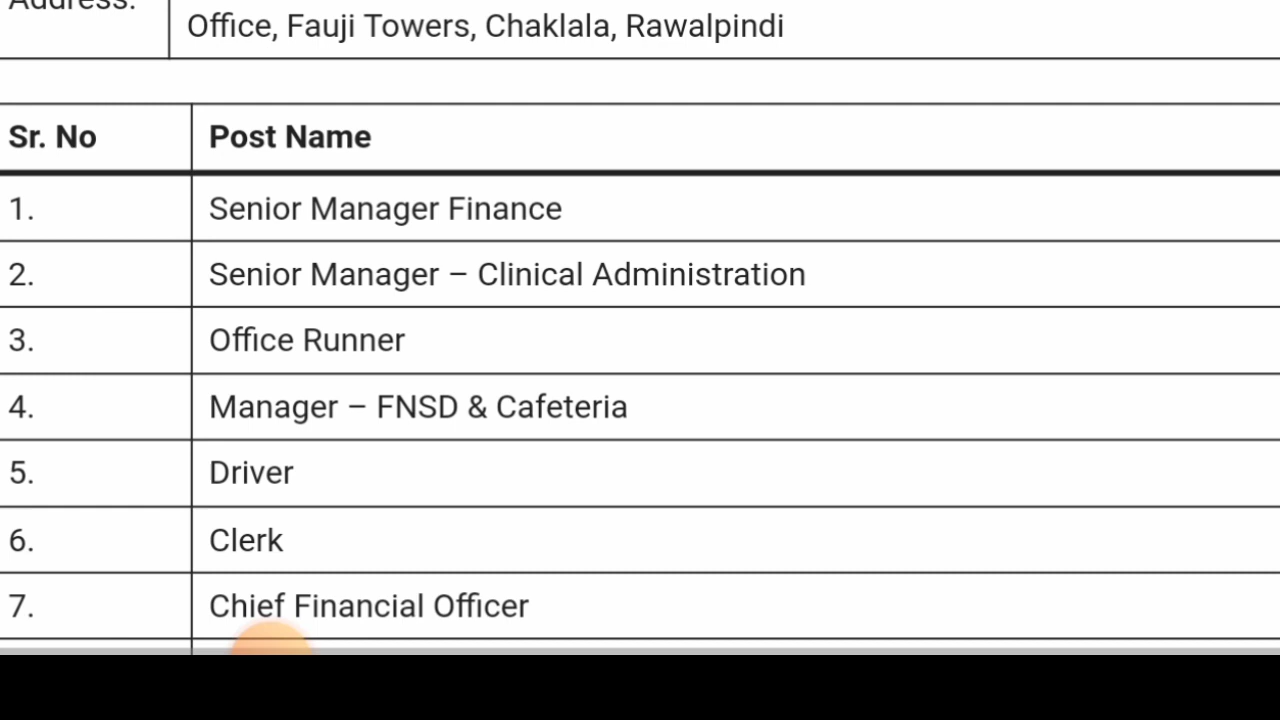 Address:
Office, Fauji Towers, Chaklala, Rawalpindi
Sr. No Post Name
1. Senior Manager Finance
2. Senior Manager – Clinical Administration
3. Office Runner
4. Manager – FNSD & Cafeteria
5. Driver
6. Clerk
7. Chief Financial Officer